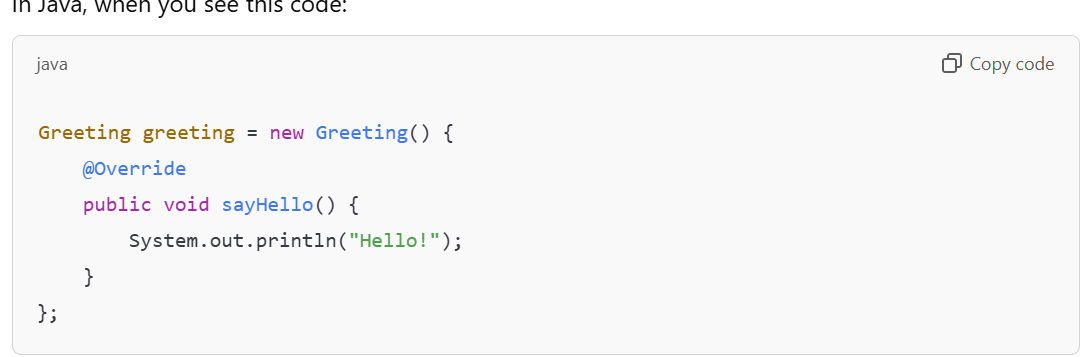 In Java, when you see this code:
java
Copy code
Greeting greeting = new Greeting() {
    @Override
    public void sayHello() {
        System.out.println("Hello!");
    }
};